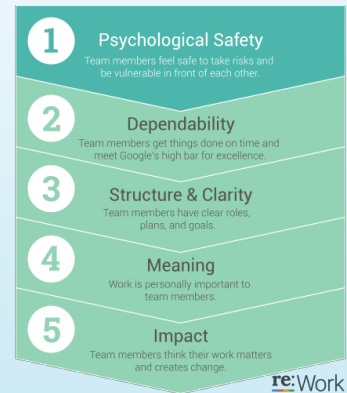 1
Psychological Safety
Team members feel safe to take risks and
be vulnerable in front of each other.
2
Dependability
Team members get things done on time and
meet Google's high bar for excellence.
3
Structure & Clarity
Team members have clear roles,
plans, and goals.
4
Meaning
Work is personally important to
team members.
5
Impact
Team members think their work matters
and creates change.
re:Work